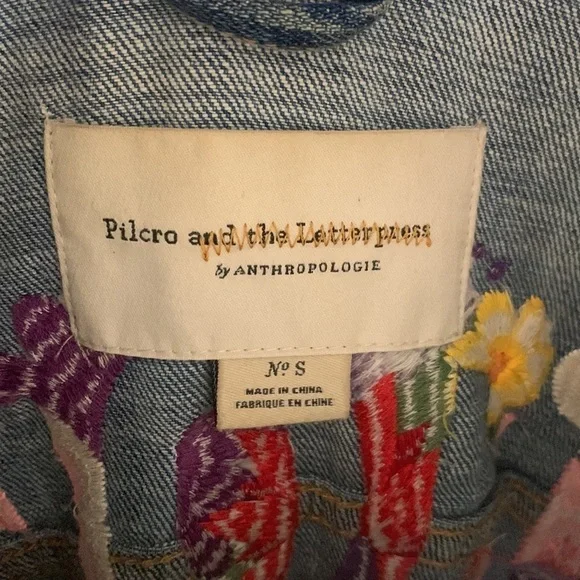 Pilcro and the Letterpress
by ANTHROPOLOGIE
Nº S
MADE IN CHINA
FABRIQUE EN CHINE